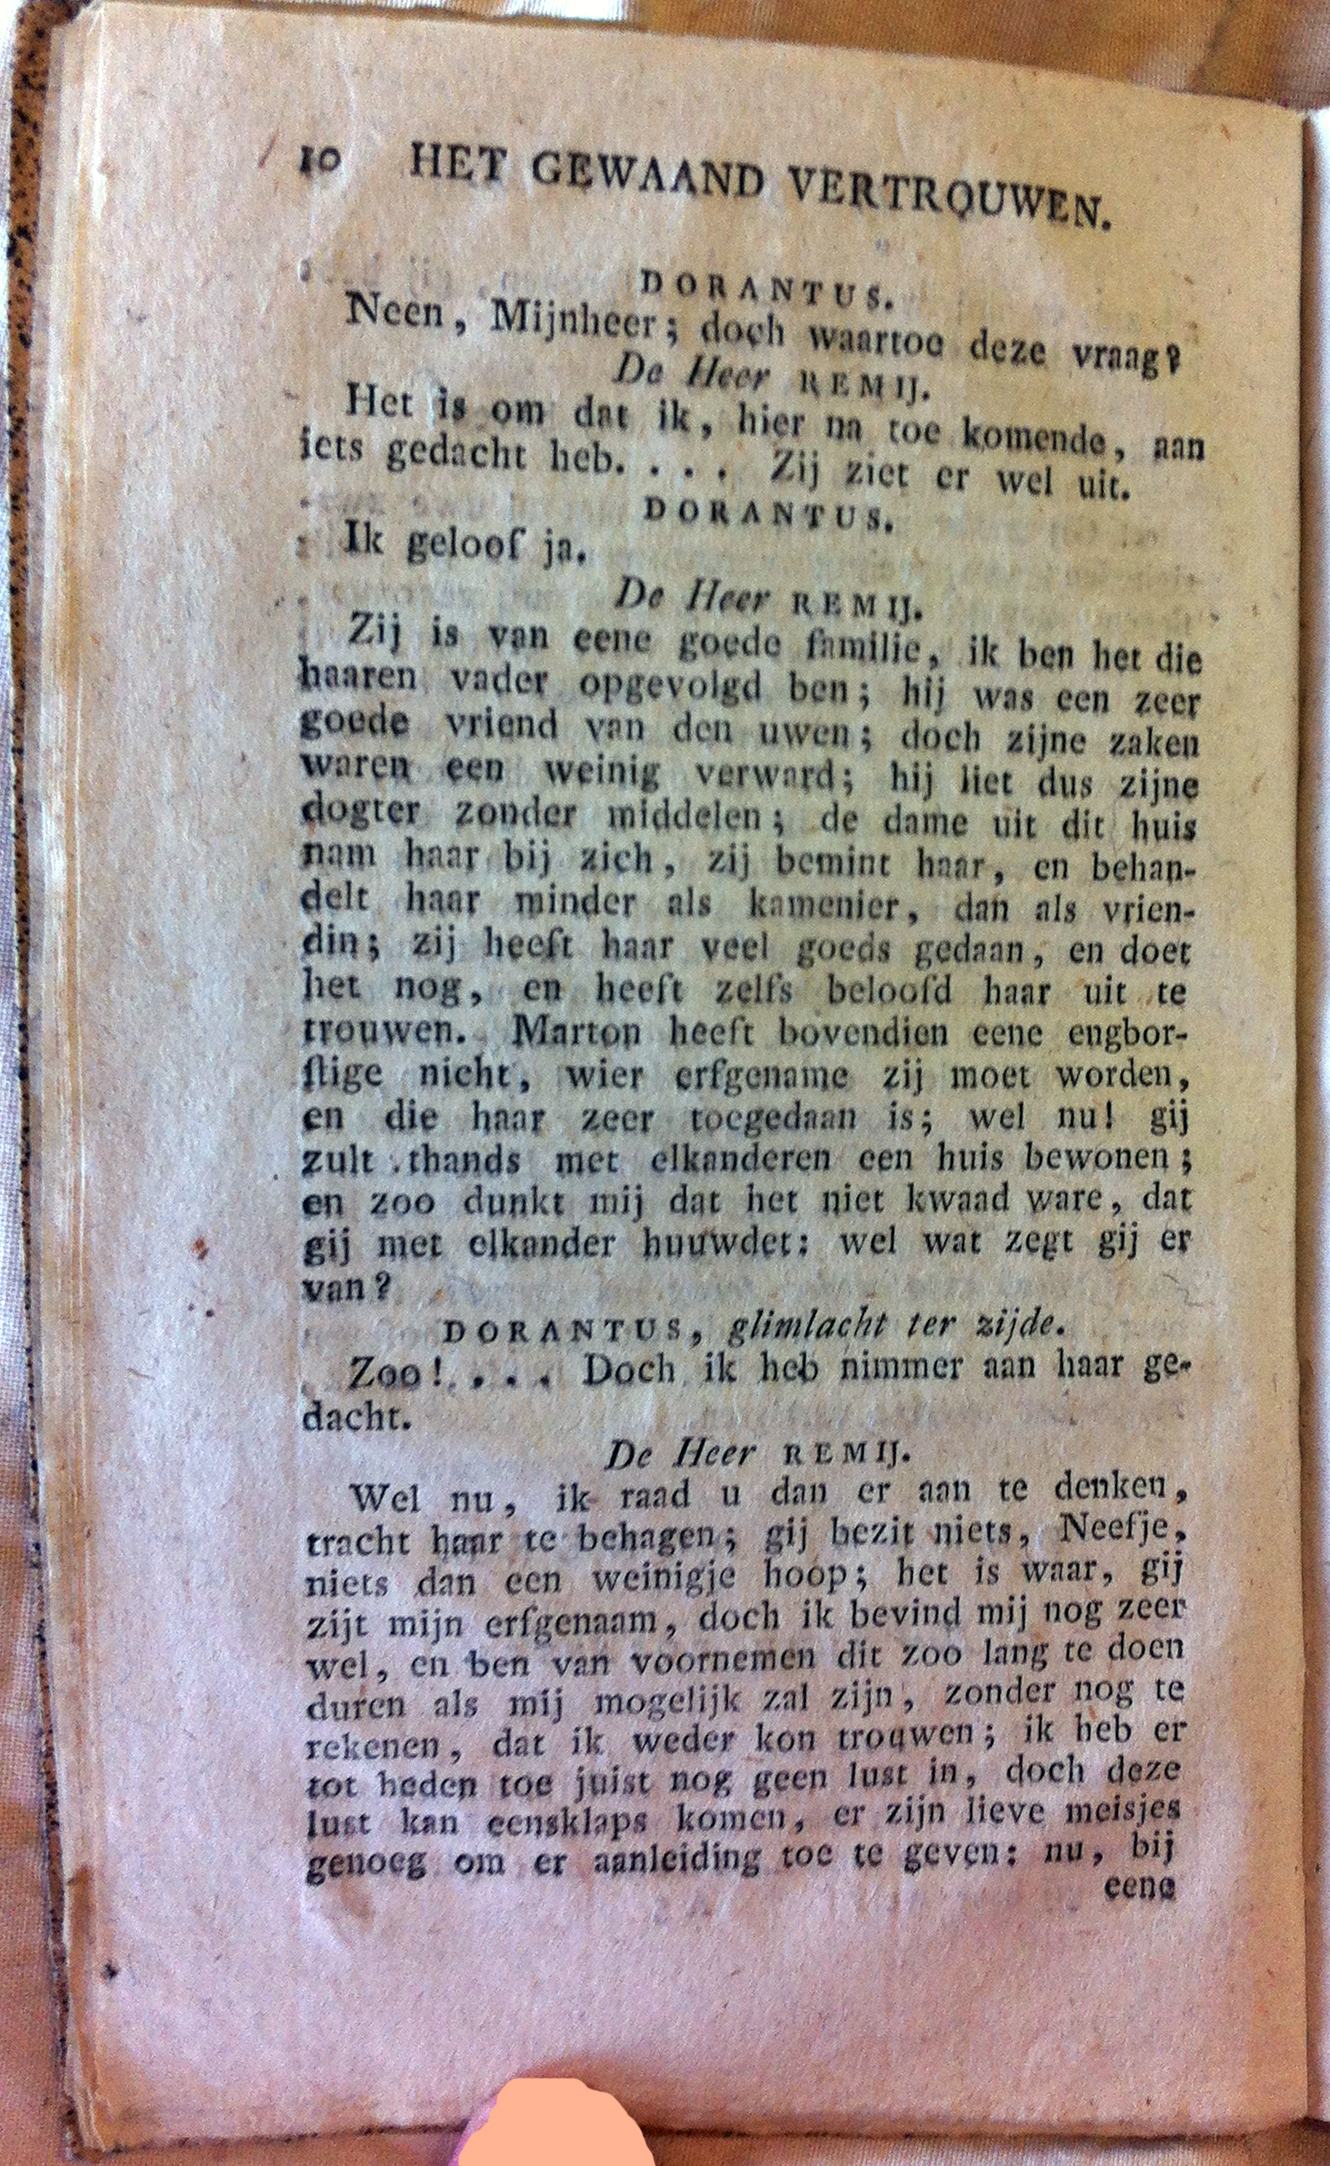 10 HET GEWAAND VERTROUWEN.
DORANTUS.
Neen, Mijnheer; doch waartoe deze vraag?
De Heer REMIJ.
Het is om dat ik, hier na toe komende, aan
iets gedacht heb. . . . Zij ziet er wel uit.
DORANTUS.
Ik geloof ja.
De Heer REMIJ.
Zij is van eene goede familie, ik ben het die
haaren vader opgevolgd ben; hij was een zeer
goede vriend van den uwen; doch zijne zaken
waren een weinig verward; hij liet dus zijne
dogter zonder middelen; de dame uit dit huis
nam haar bij zich, zij bemint haar, en behan-
delt haar minder als kamenier, dan als vrien-
din; zij heeft haar veel goeds gedaan, en doet
het nog, en heeft zelfs beloofd haar uit te
trouwen. Marton heeft bovendien eene engbor-
ſtige nicht, wier erfgename zij moet worden,
en die haar zeer toegedaan is; wel nu! gij
zult thands met elkanderen een huis bewonen;
en zoo dunkt mij dat het niet kwaad ware, dat
gij met elkander huuwdet: wel wat zegt gij er
van?
DORANTUS, glimlacht ter zijde.
Zoo! . . . . Doch ik heb nimmer aan haar ge-
dacht.
De Heer REMIJ.
Wel nu, ik raad u dan er aan te denken,
tracht haar te behagen; gij bezit niets, Neefje,
niets dan een weinigje hoop; het is waar, gij
zijt mijn erfgenaam, doch ik bevind mij nog zeer
wel, en ben van voornemen dit zoo lang te doen
duren als mij mogelijk zal zijn, zonder nog te
rekenen, dat ik weder kon trouwen; ik heb er
tot heden toe juist nog geen lust in, doch deze
lust kan eensklaps komen, er zijn lieve meisjes
genoeg om er aanleiding toe te geven: nu, bij
eene